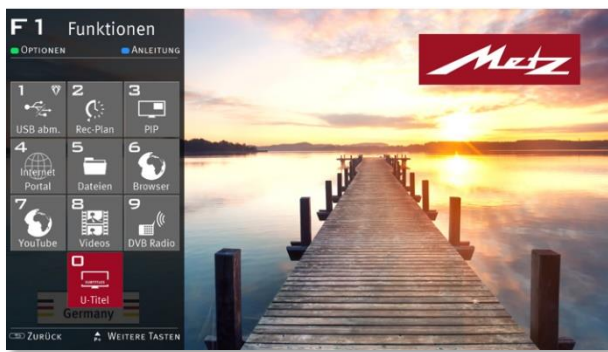 F 1 Funktionen
OPTIONEN ANLEITUNG
Metz
1 2 3
USB abm. Rec-Plan PIP
4 5 6
Internet
Portal Dateien Browser
7 8 9
YouTube Videos DVB Radio
0
SUBTITLES
U-Titel
Germany
ZURÜCK WEITERE TASTEN